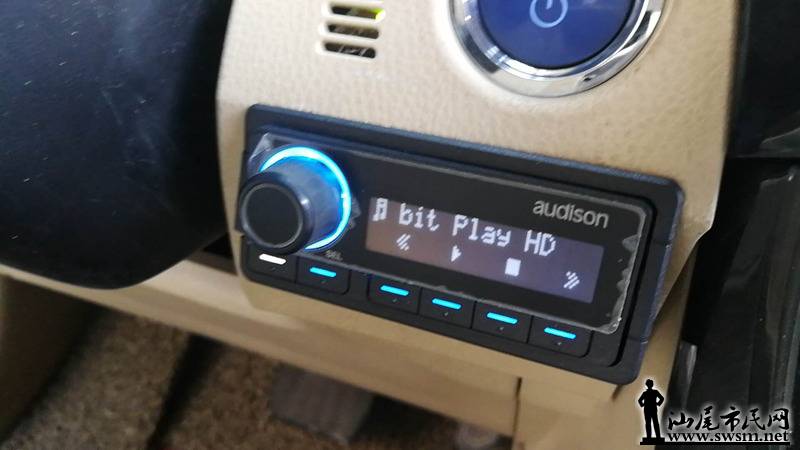 audison
bit Play HD
SEL
汕尾市民网
www.swsm.net